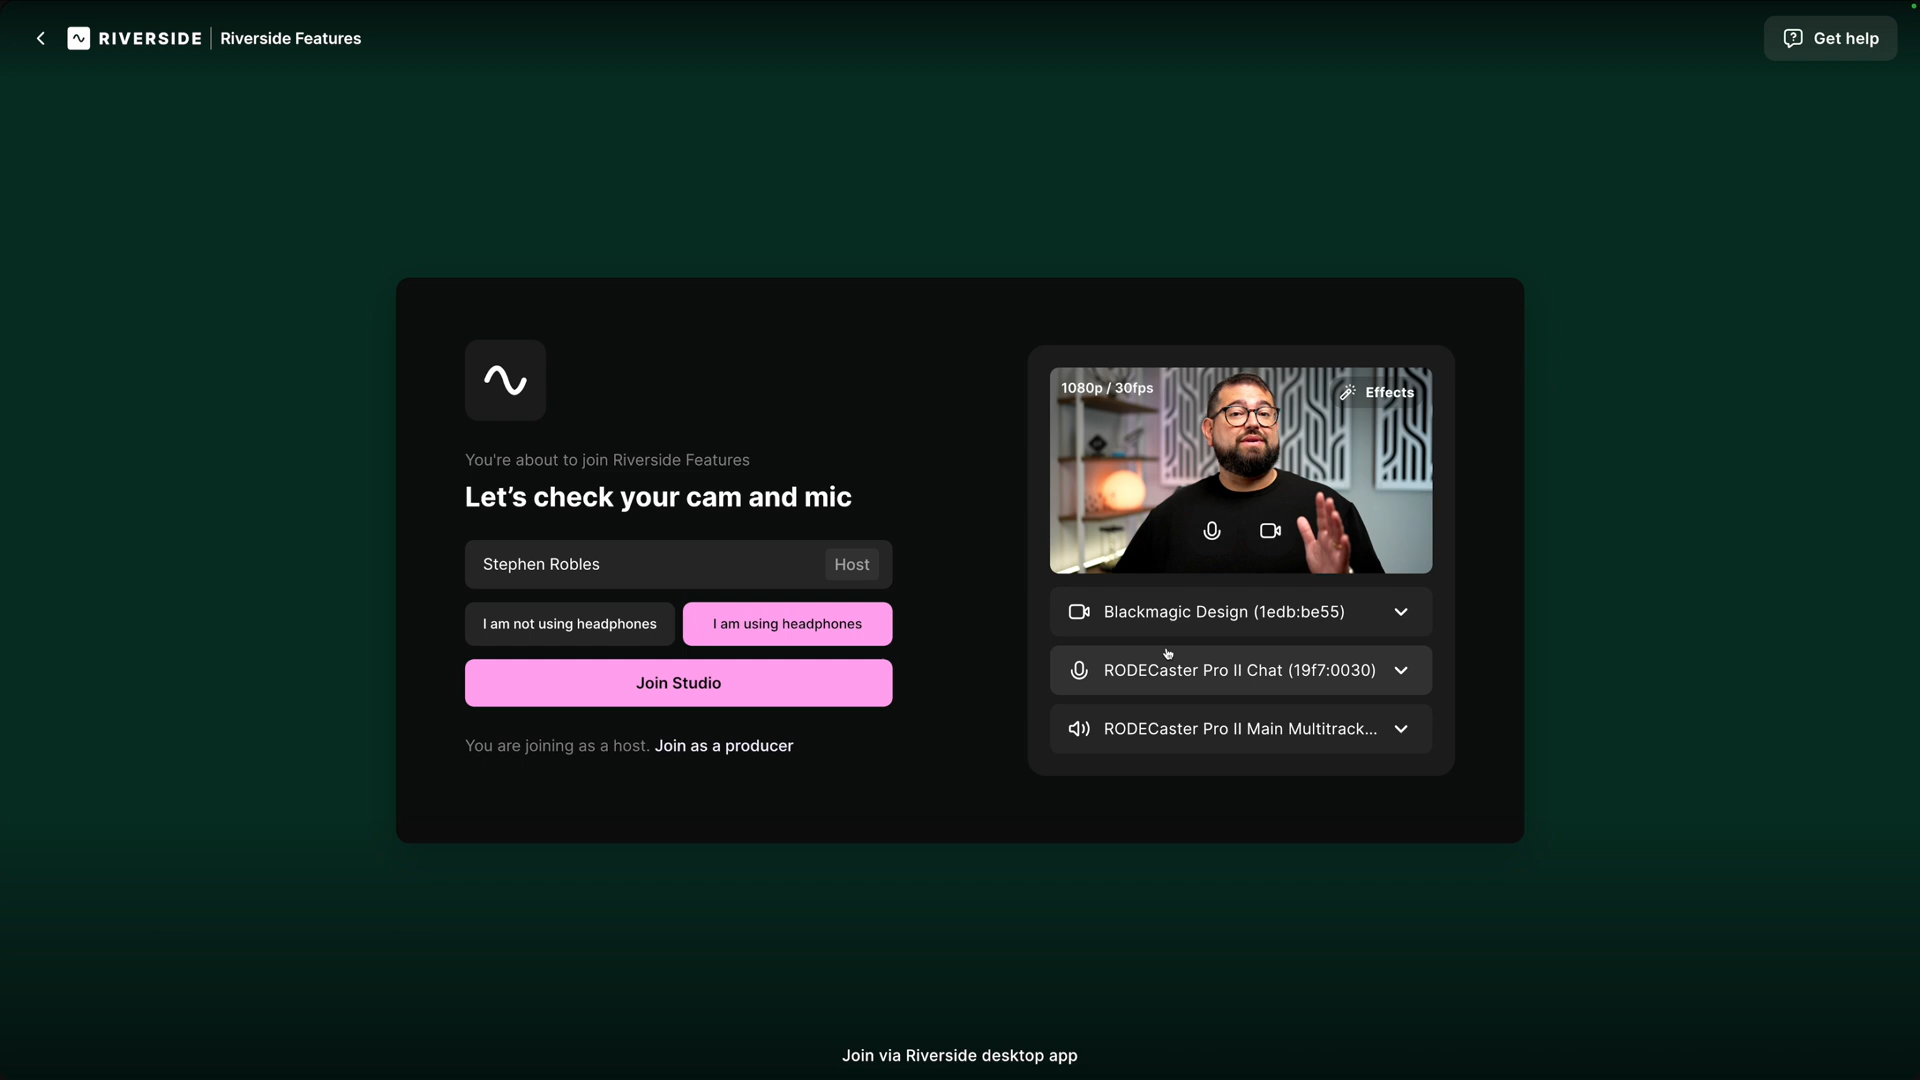 RIVERSIDE
Riverside Features
Get help
You're about to join Riverside Features
Let’s check your cam and mic
Stephen Robles
Host
I am not using headphones
I am using headphones
Join Studio
You are joining as a host. Join as a producer
1080p / 30fps
Effects
Blackmagic Design (1edb:be55)
RODECaster Pro II Chat (19f7:0030)
RODECaster Pro II Main Multitrack...
Join via Riverside desktop app